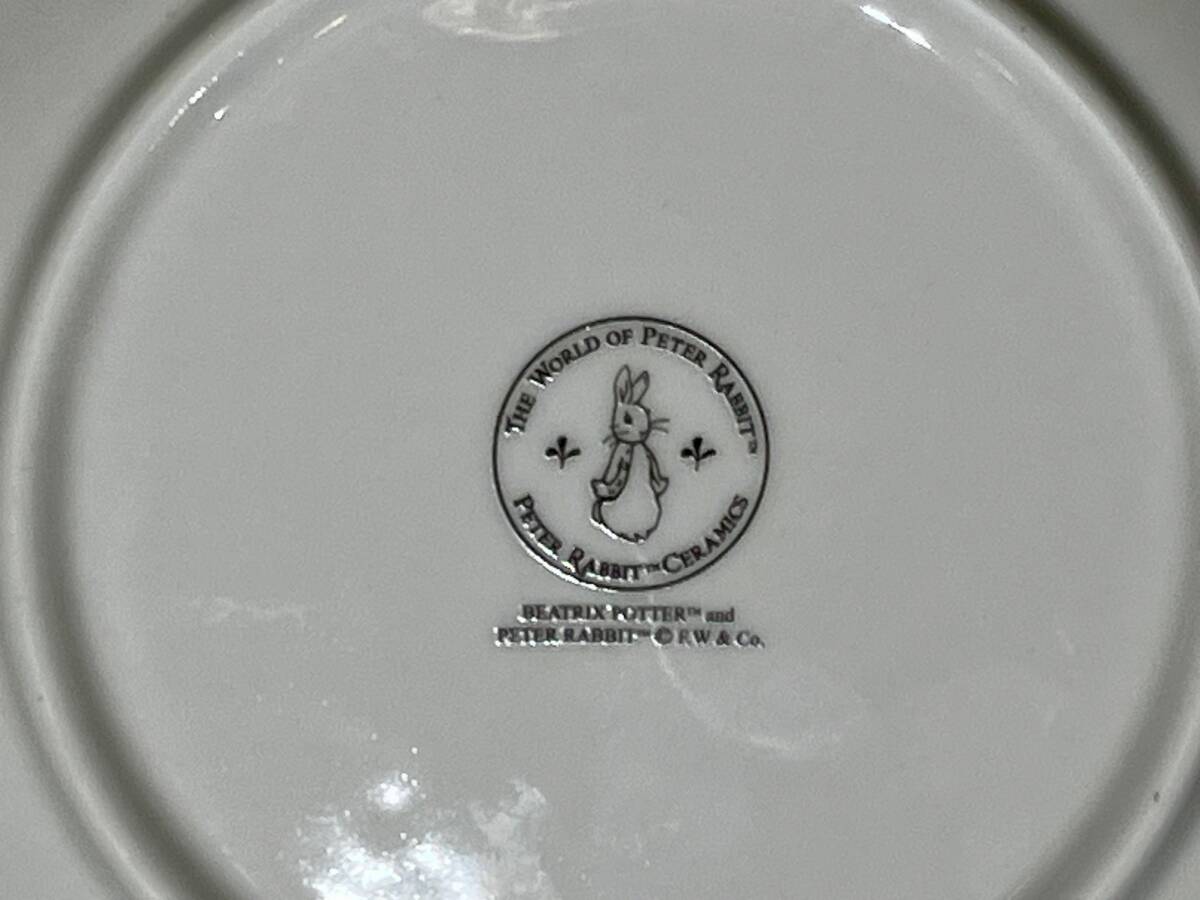 THE WORLD OF PETER RABBIT™
PETER RABBIT™ CERAMICS
BEATRIX POTTER™ and
PETER RABBIT™ © F.W & Co.